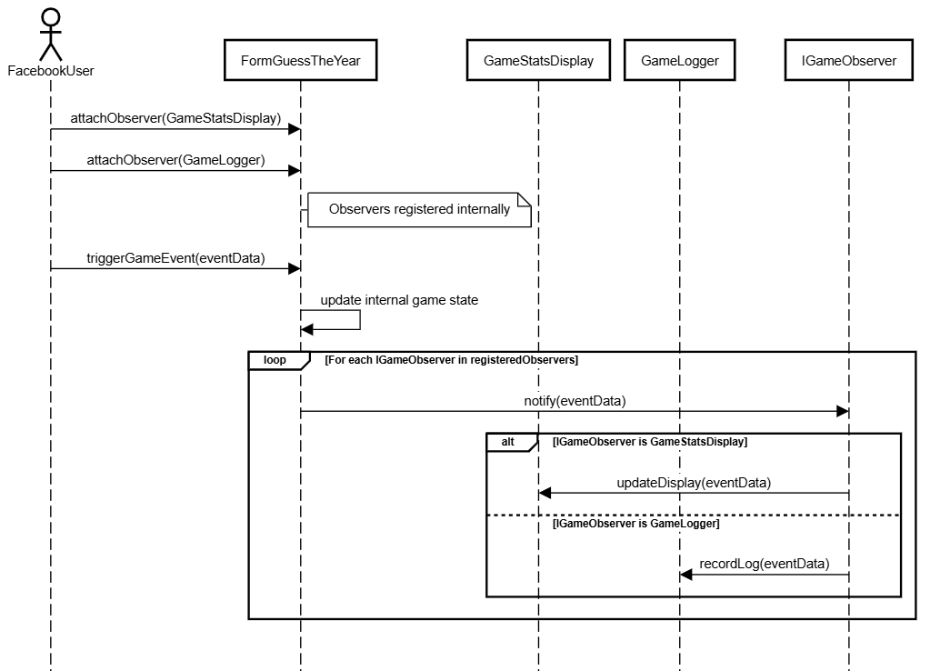 FacebookUser
FormGuessTheYear
GameStatsDisplay
GameLogger
IGameObserver
attachObserver(GameStatsDisplay)
attachObserver(GameLogger)
Observers registered internally
triggerGameEvent(eventData)
update internal game state
loop
[For each IGameObserver in registeredObservers]
notify(eventData)
alt
[IGameObserver is GameStatsDisplay]
updateDisplay(eventData)
[IGameObserver is GameLogger]
recordLog(eventData)